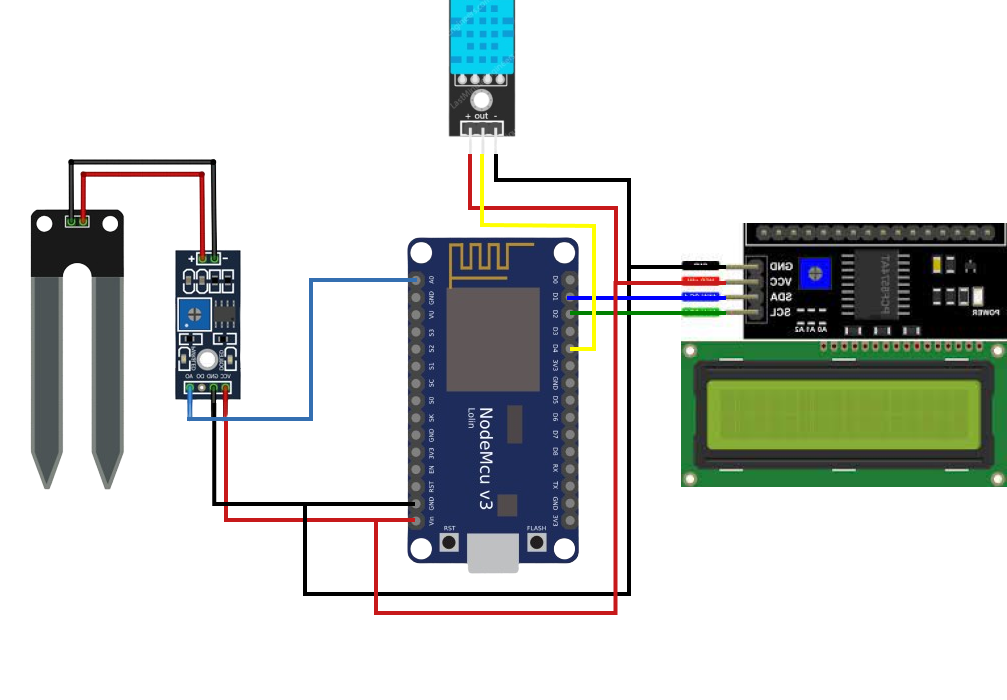 + out -
+ -
AO DO GND VCC
A0
GND
VU
S3
S2
S1
SC
S0
SK
GND
3V3
EN
RST
GND
Vin
D0
D1
D2
D3
D4
3V3
GND
D5
D6
D7
D8
RX
TX
GND
3V3
NodeMcu v3
Lolin
RST
FLASH
GND
VCC
SDA
SCL
A0 A1 A2
PCF8574AT
POWER